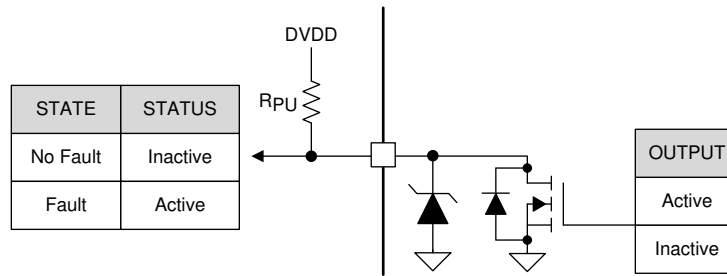 DVDD
RPU
STATE STATUS
No Fault Inactive
Fault Active
OUTPUT
Active
Inactive